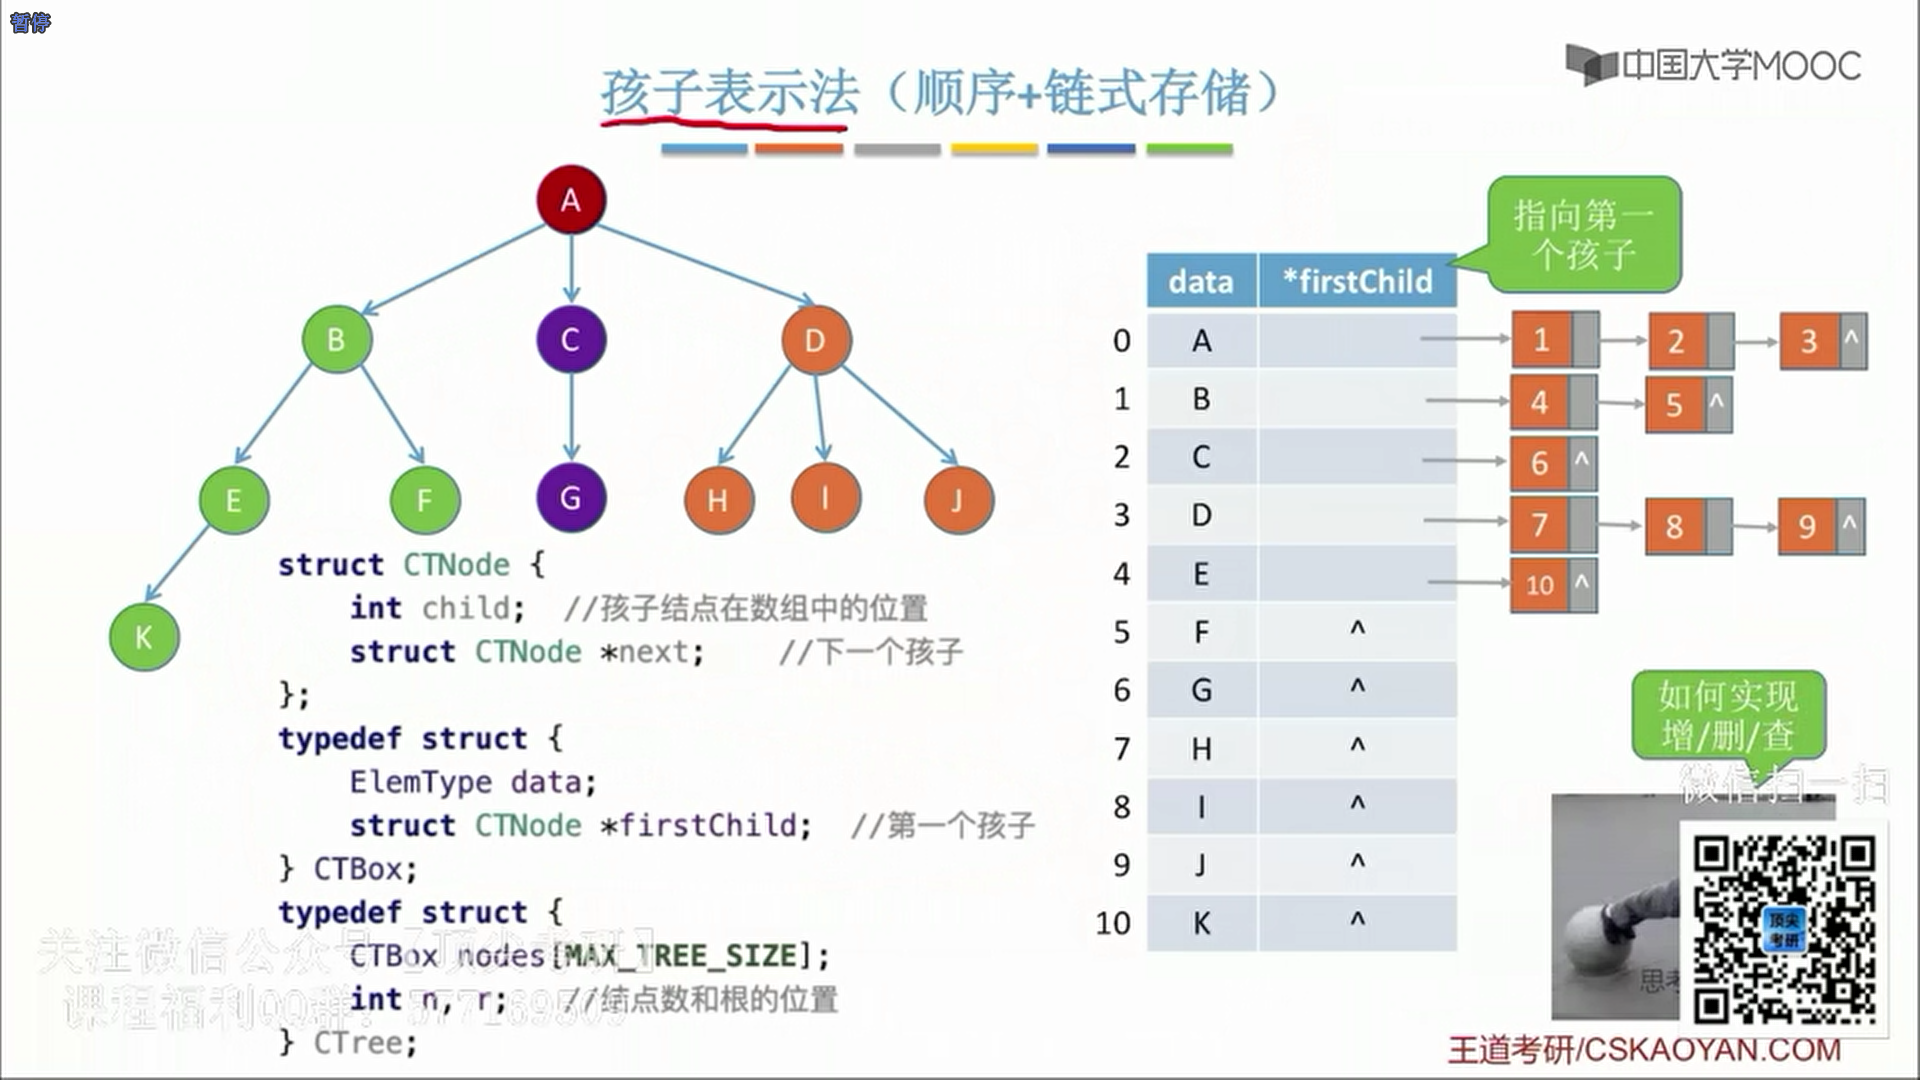 暂停
中国大学MOOC
孩子表示法（顺序+链式存储）
A
B
C
D
E
F
G
H
I
J
K
struct CTNode {
int child; //孩子结点在数组中的位置
struct CTNode *next; //下一个孩子
};
typedef struct {
ElemType data;
struct CTNode *firstChild; //第一个孩子
} CTBox;
typedef struct {
CTBox nodes[MAX_TREE_SIZE];
int n, r; //结点数和根的位置
} CTree;
关注微信公众号【顶尖考研】
课程福利QQ群：
指向第一
个孩子
data *firstChild
0 A 1 2 3 ^
1 B 4 5 ^
2 C 6 ^
3 D 7 8 9 ^
4 E 10 ^
5 F ^
6 G ^
7 H ^
8 I ^
9 J ^
10 K ^
如何实现
增/删/查
微信扫一扫
顶尖
考研
思考
王道考研/CSKAOYAN.COM